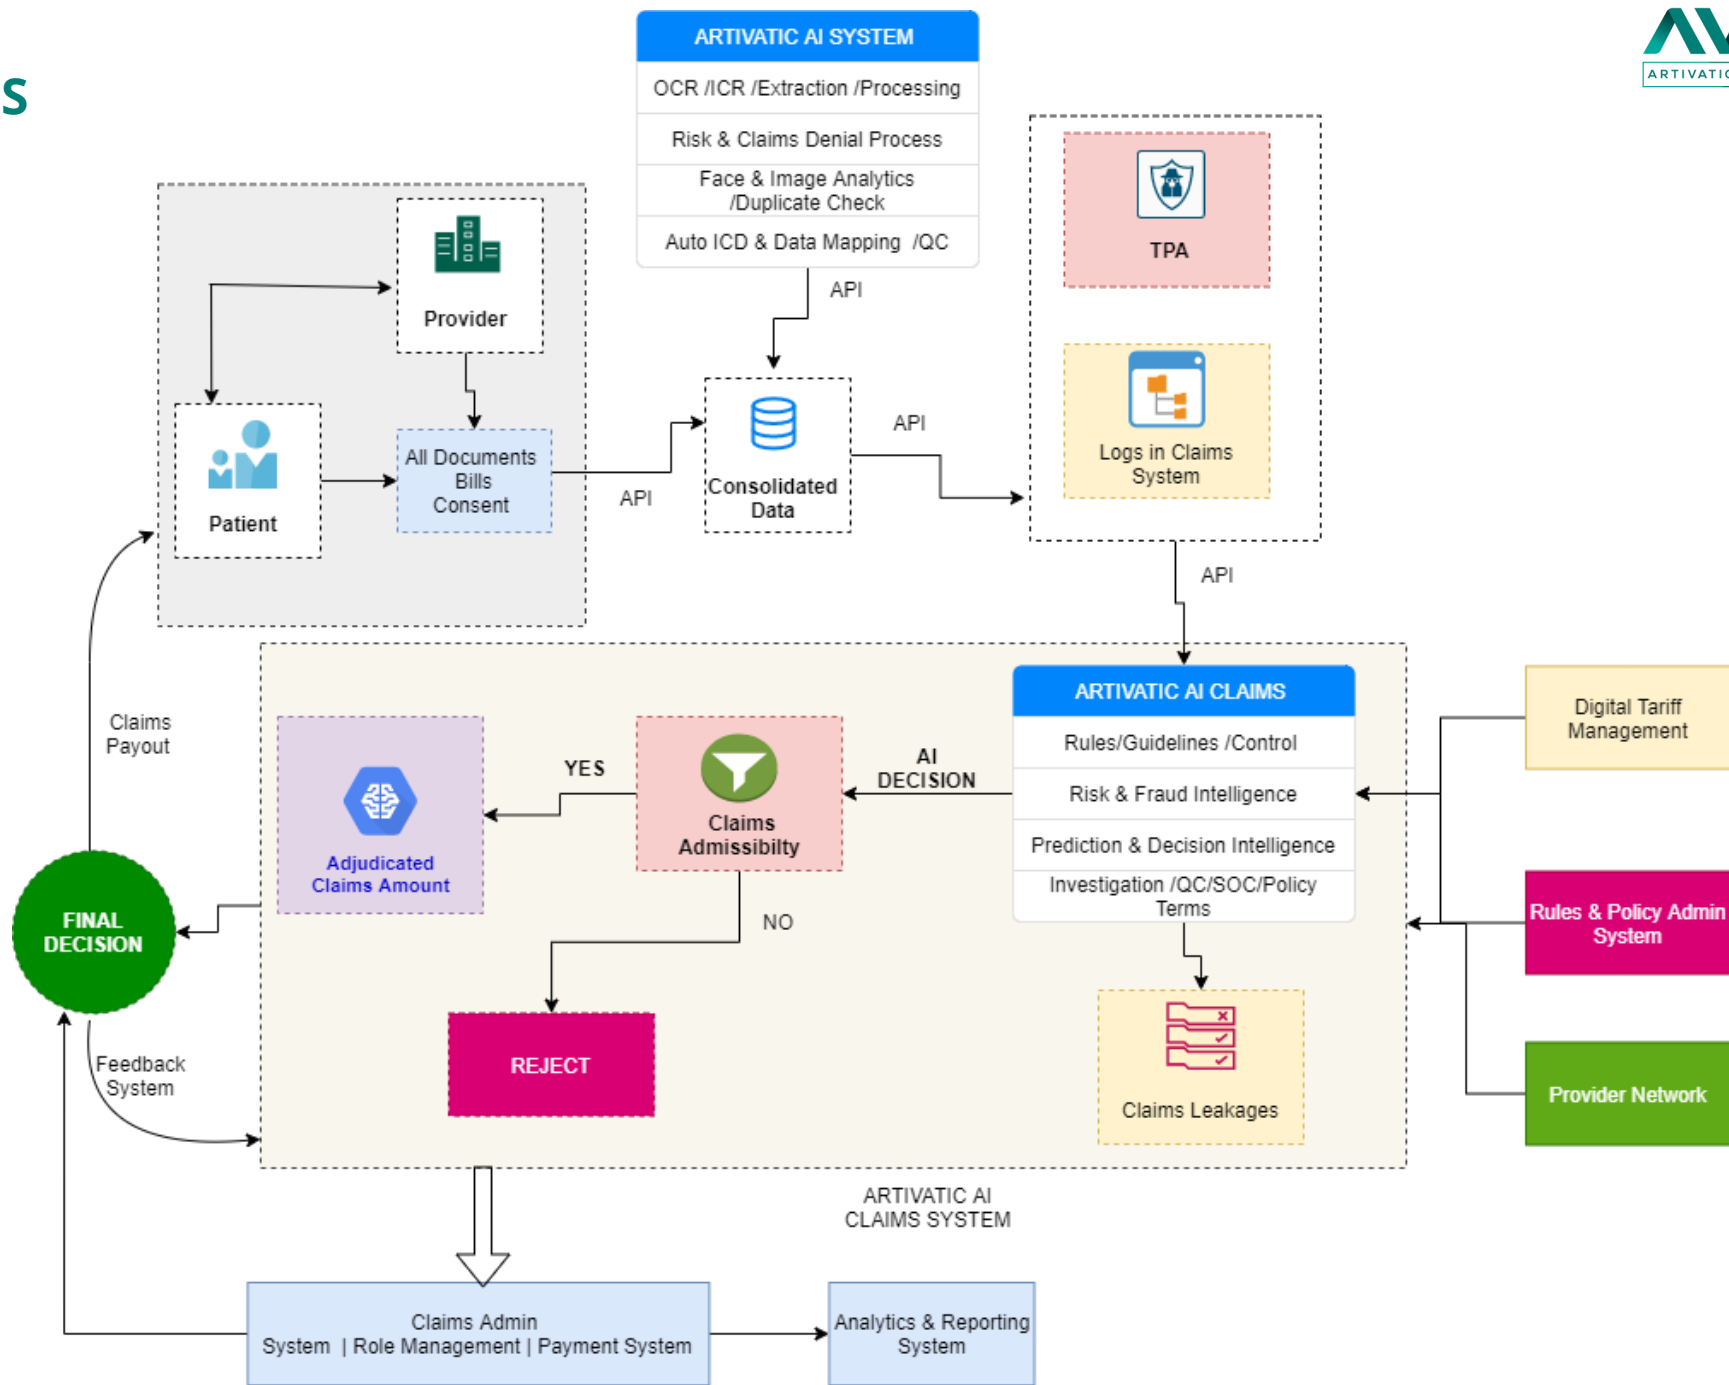 S
ARTIVATIC AI SYSTEM
OCR /ICR /Extraction /Processing
Risk & Claims Denial Process
Face & Image Analytics
/Duplicate Check
Auto ICD & Data Mapping /QC
API
TPA
Logs in Claims
System
Provider
Patient
All Documents
Bills
Consent
API
Consolidated
Data
API
API
Claims
Payout
ARTIVATIC AI CLAIMS
Rules/Guidelines /Control
Risk & Fraud Intelligence
Prediction & Decision Intelligence
Investigation /QC/SOC/Policy
Terms
AI
DECISION
Claims
Admissibilty
YES
NO
Adjudicated
Claims Amount
REJECT
Claims Leakages
FINAL
DECISION
Feedback
System
Digital Tariff
Management
Rules & Policy Admin
System
Provider Network
ARTIVATIC AI
CLAIMS SYSTEM
Claims Admin
System | Role Management | Payment System
Analytics & Reporting
System